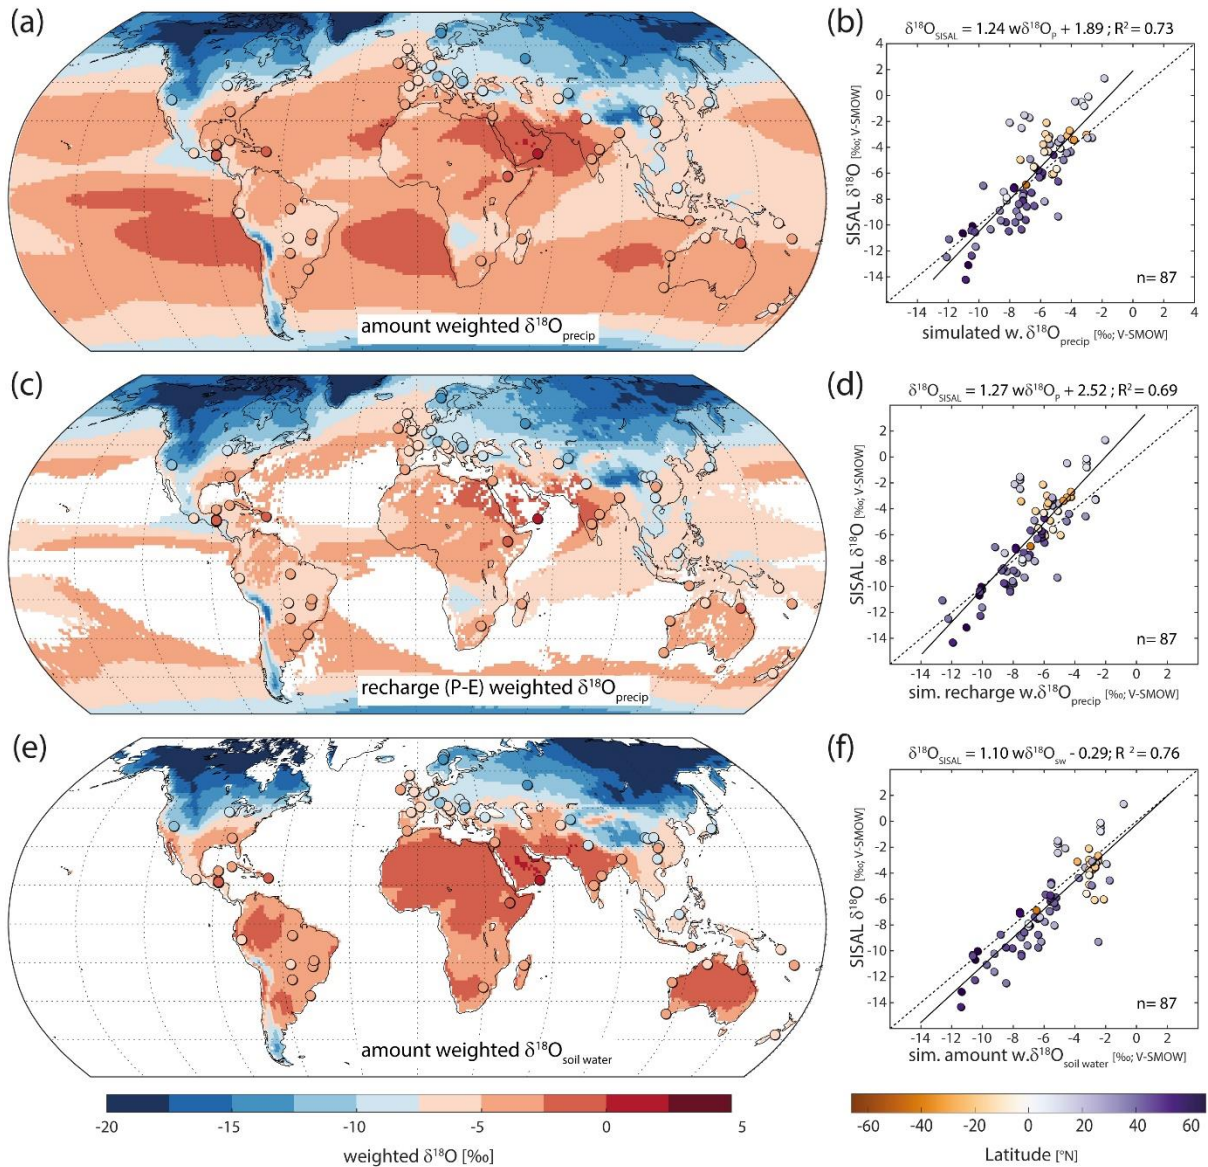 (a)
amount weighted δ¹⁸Oprecip
(b)
δ¹⁸OSISAL = 1.24 wδ¹⁸OP + 1.89 ; R² = 0.73
SISAL δ¹⁸O [‰; V-SMOW]
4
2
0
-2
-4
-6
-8
-10
-12
-14
n= 87
-14 -12 -10 -8 -6 -4 -2 0 2 4
simulated w. δ¹⁸Oprecip [‰; V-SMOW]
(c)
recharge (P-E) weighted δ¹⁸Oprecip
(d)
δ¹⁸OSISAL = 1.27 wδ¹⁸OP + 2.52 ; R² = 0.69
SISAL δ¹⁸O [‰; V-SMOW]
2
0
-2
-4
-6
-8
-10
-12
-14
n= 87
-14 -12 -10 -8 -6 -4 -2 0 2
sim. recharge w.δ¹⁸Oprecip [‰; V-SMOW]
(e)
amount weighted δ¹⁸Osoil water
(f)
δ¹⁸OSISAL = 1.10 wδ¹⁸Osw - 0.29; R ² = 0.76
SISAL δ¹⁸O [‰; V-SMOW]
2
0
-2
-4
-6
-8
-10
-12
-14
n= 87
-14 -12 -10 -8 -6 -4 -2 0 2
sim. amount w.δ¹⁸Osoil water [‰; V-SMOW]
-20 -15 -10 -5 0 5
weighted δ¹⁸O [‰]
-60 -40 -20 0 20 40 60
Latitude [°N]